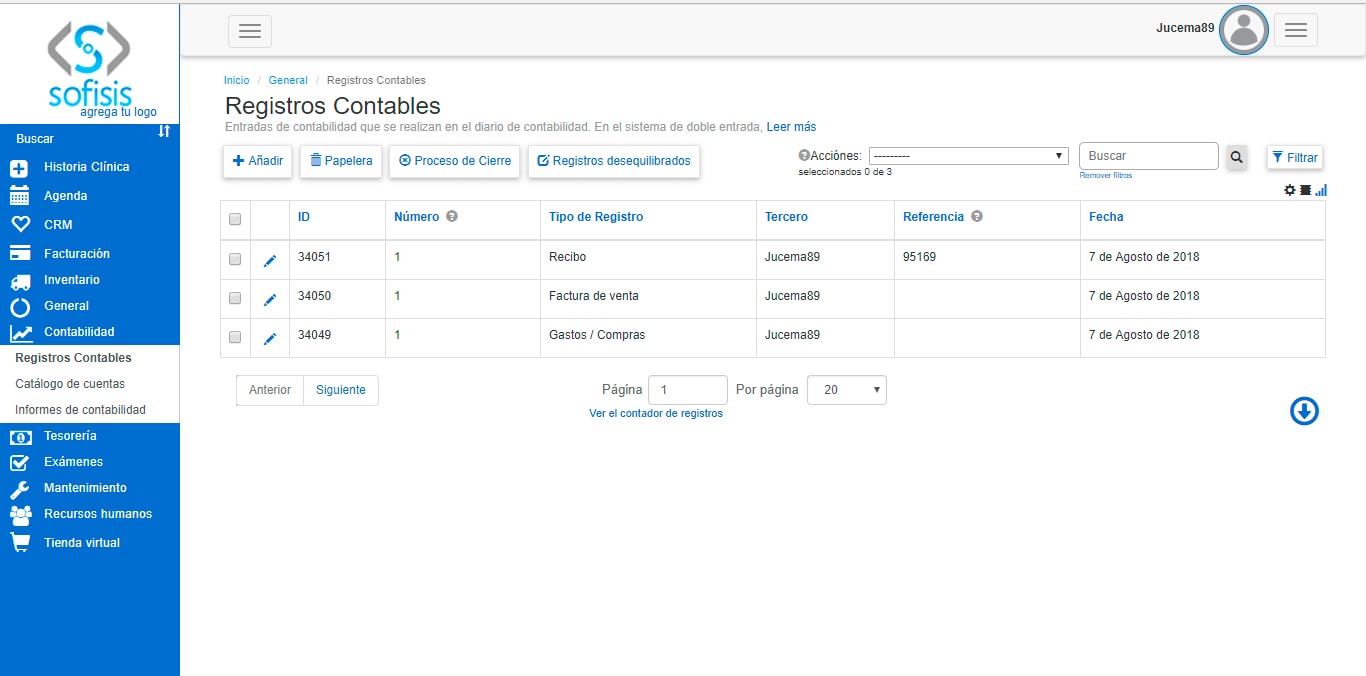 Jucema89
sofisis
agrega tu logo
Buscar
Historia Clínica
Agenda
CRM
Facturación
Inventario
General
Contabilidad
Registros Contables
Catálogo de cuentas
Informes de contabilidad
Tesorería
Exámenes
Mantenimiento
Recursos humanos
Tienda virtual
Inicio / General / Registros Contables
Registros Contables
Entradas de contabilidad que se realizan en el diario de contabilidad. En el sistema de doble entrada, Leer más
Añadir Papelera Proceso de Cierre Registros desequilibrados Acciónes: --------- Buscar Filtrar
seleccionados 0 de 3 Remover filtros
ID Número Tipo de Registro Tercero Referencia Fecha
34051 1 Recibo Jucema89 95169 7 de Agosto de 2018
34050 1 Factura de venta Jucema89 7 de Agosto de 2018
34049 1 Gastos / Compras Jucema89 7 de Agosto de 2018
Anterior Siguiente Página 1 Por página 20
Ver el contador de registros